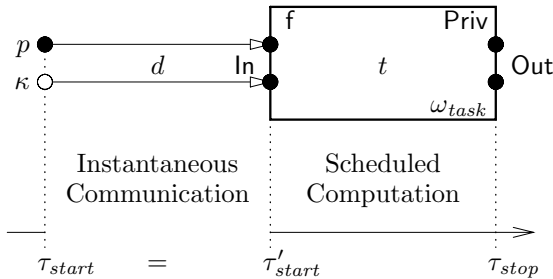 f Priv
p
d In t Out
κ
ω_task
Instantaneous Scheduled
Communication Computation
τ_start = τ'_start τ_stop